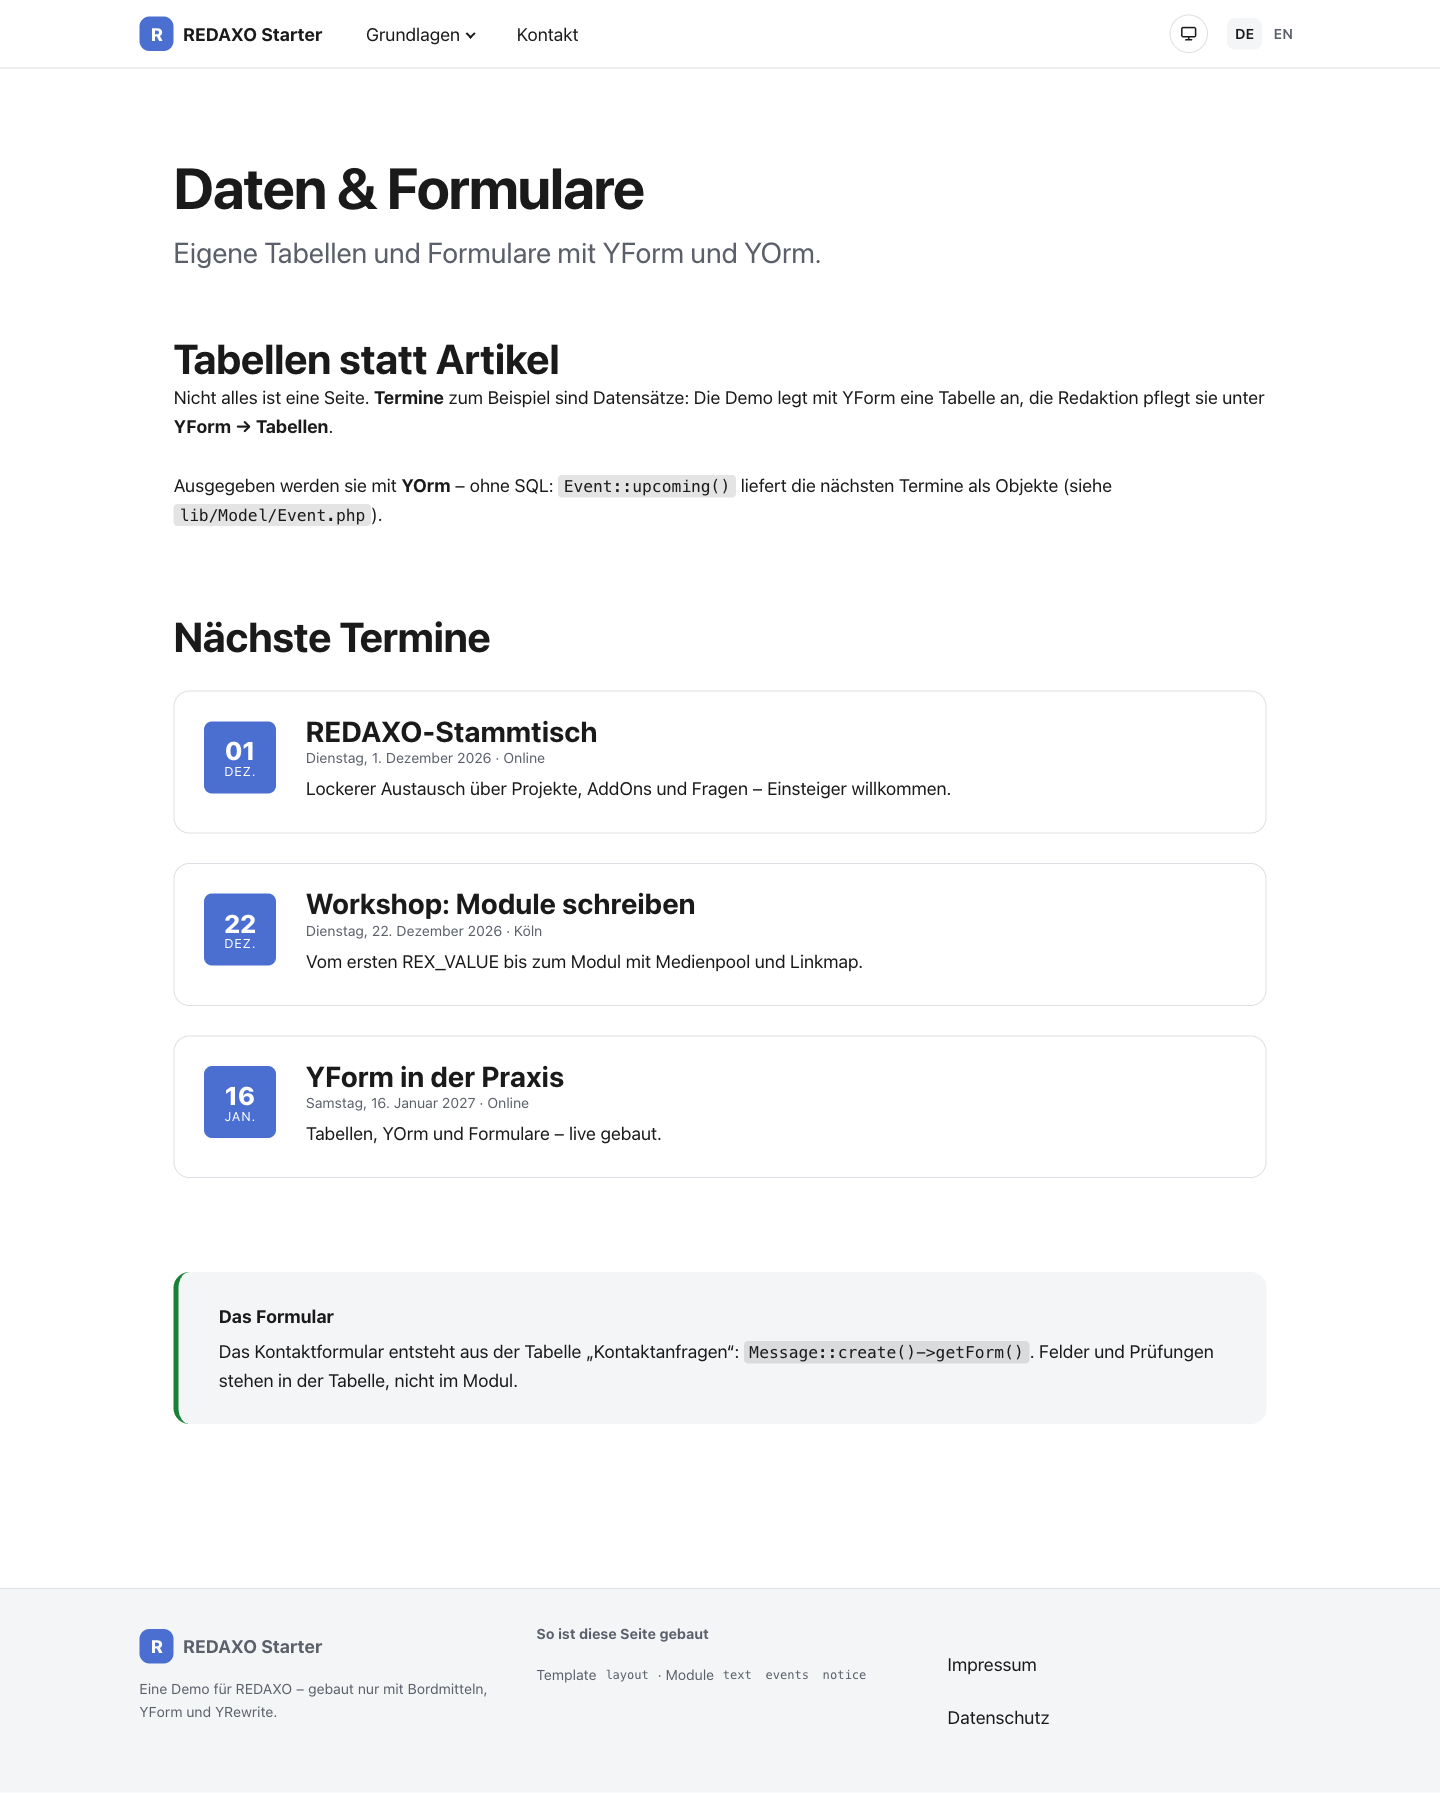 R REDAXO Starter Grundlagen Kontakt DE EN
Daten & Formulare
Eigene Tabellen und Formulare mit YForm und YOrm.
Tabellen statt Artikel
Nicht alles ist eine Seite. Termine zum Beispiel sind Datensätze: Die Demo legt mit YForm eine Tabelle an, die Redaktion pflegt sie unter
YForm → Tabellen.
Ausgegeben werden sie mit YOrm – ohne SQL: Event::upcoming() liefert die nächsten Termine als Objekte (siehe
lib/Model/Event.php).
Nächste Termine
01
DEZ.
REDAXO-Stammtisch
Dienstag, 1. Dezember 2026 · Online
Lockerer Austausch über Projekte, AddOns und Fragen – Einsteiger willkommen.
22
DEZ.
Workshop: Module schreiben
Dienstag, 22. Dezember 2026 · Köln
Vom ersten REX_VALUE bis zum Modul mit Medienpool und Linkmap.
16
JAN.
YForm in der Praxis
Samstag, 16. Januar 2027 · Online
Tabellen, YOrm und Formulare – live gebaut.
Das Formular
Das Kontaktformular entsteht aus der Tabelle „Kontaktanfragen“: Message::create()->getForm(). Felder und Prüfungen
stehen in der Tabelle, nicht im Modul.
R REDAXO Starter
Eine Demo für REDAXO – gebaut nur mit Bordmitteln,
YForm und YRewrite.
So ist diese Seite gebaut
Template layout · Module text events notice
Impressum
Datenschutz